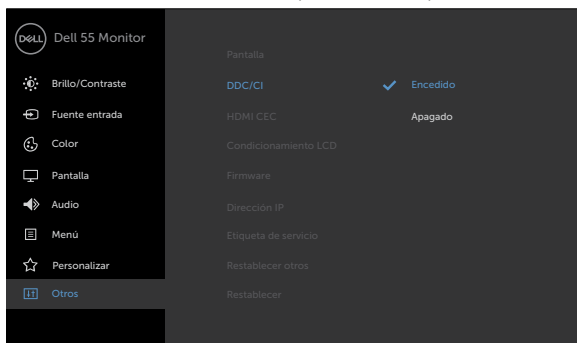 DELL Dell 55 Monitor
Brillo/Contraste
Fuente entrada
Color
Pantalla
Audio
Menú
Personalizar
Otros
Pantalla
DDC/CI
HDMI CEC
Condicionamiento LCD
Firmware
Dirección IP
Etiqueta de servicio
Restablecer otros
Restablecer
Encedido
Apagado